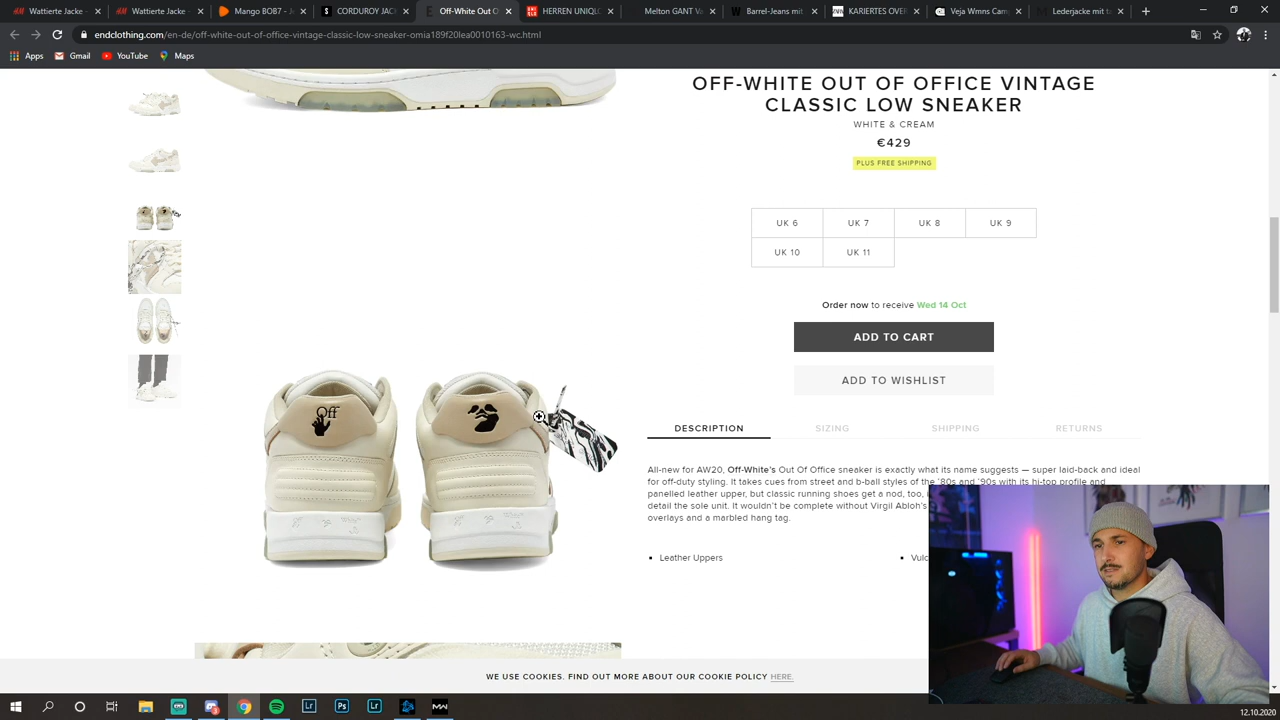 Wattierte Jacke -
Wattierte Jacke -
Mango BOB7 - Je
CORDUROY JACK
Off-White Out O
HERREN UNIQLO
Melton GANT Va
Barrel-Jeans mit
KARIERTES OVER
Veja Wmns Camp
Lederjacke mit ta
endclothing.com/en-de/off-white-out-of-office-vintage-classic-low-sneaker-omia189f20lea0010163-wc.html
Apps
Gmail
YouTube
Maps
OFF-WHITE OUT OF OFFICE VINTAGE
CLASSIC LOW SNEAKER
WHITE & CREAM
€429
PLUS FREE SHIPPING
UK 6 UK 7 UK 8 UK 9
UK 10 UK 11
Order now to receive Wed 14 Oct
ADD TO CART
ADD TO WISHLIST
Off
DESCRIPTION SIZING SHIPPING RETURNS
All-new for AW20, Off-White's Out Of Office sneaker is exactly what its name suggests — super laid-back and ideal
for off-duty styling. It takes cues from street and b-ball styles of the '80s and '90s with its hi-top profile and
panelled leather upper, but classic running shoes get a nod, too,
detail the sole unit. It wouldn't be complete without Virgil Abloh's
overlays and a marbled hang tag.
Leather Uppers
WE USE COOKIES. FIND OUT MORE ABOUT OUR COOKIE POLICY HERE.
12.10.2020